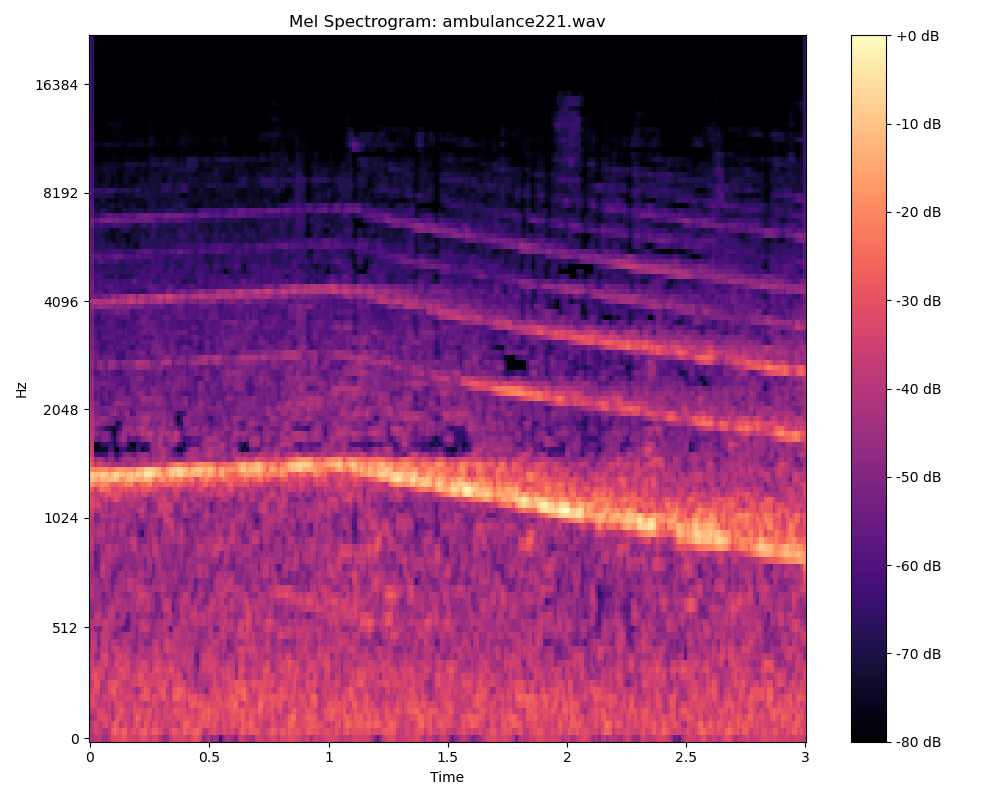 Mel Spectrogram: ambulance221.wav
16384
8192
4096
2048
1024
512
0
Hz
0
0.5
1
1.5
2
2.5
3
Time
+0 dB
-10 dB
-20 dB
-30 dB
-40 dB
-50 dB
-60 dB
-70 dB
-80 dB